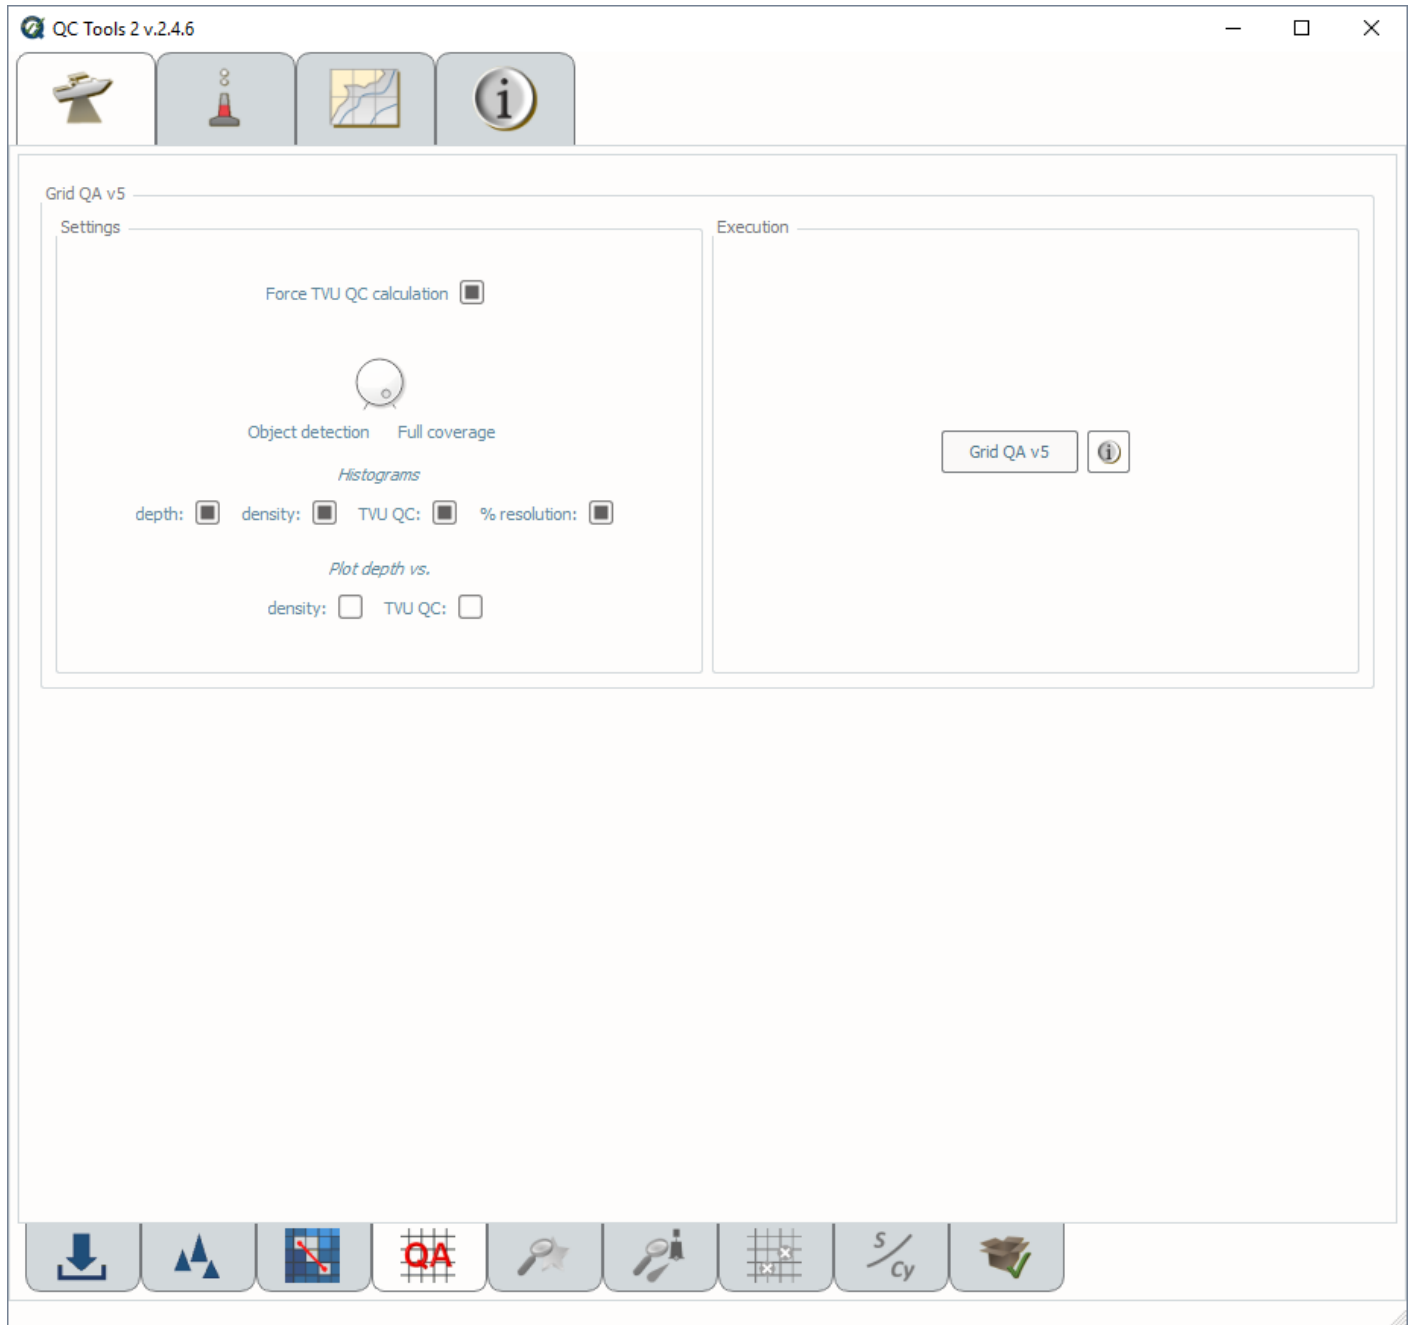 QC Tools 2 v.2.4.6
Grid QA v5
Settings
Execution
Force TVU QC calculation
Object detection Full coverage
Grid QA v5
Histograms
depth: density: TVU QC: % resolution:
Plot depth vs.
density: TVU QC:
QA
S/Cy